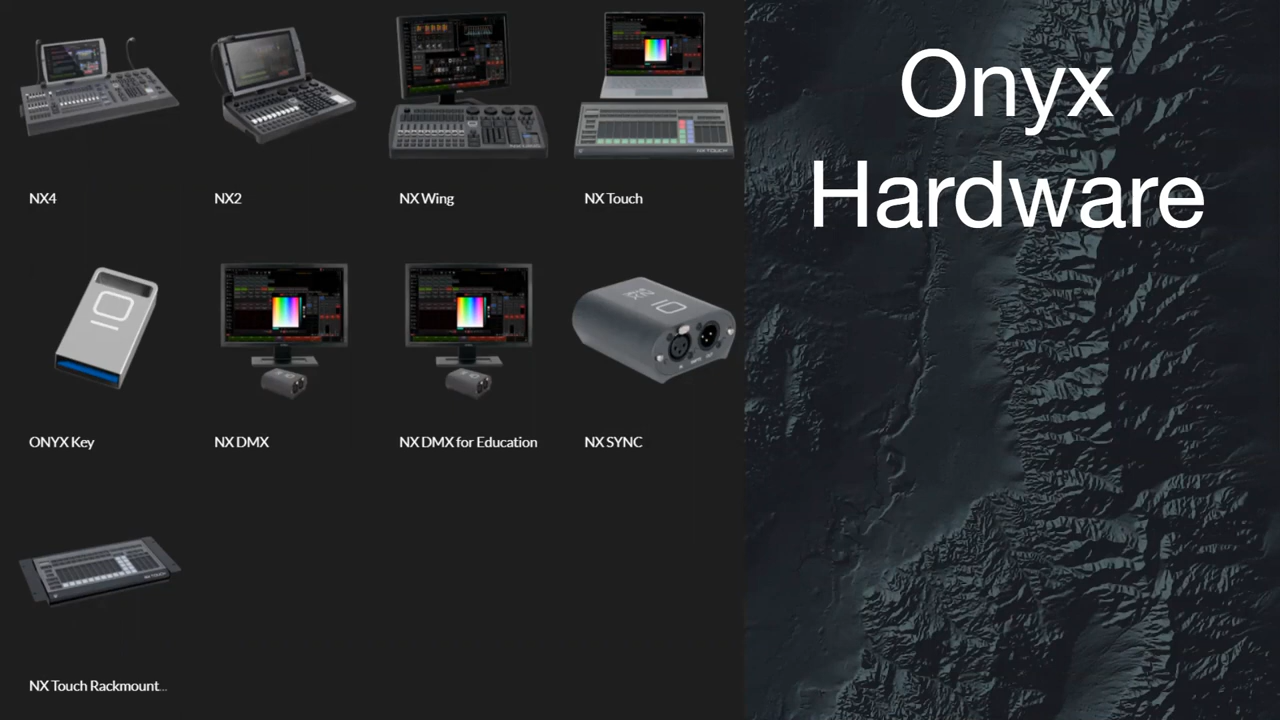 Onyx
Hardware
NX4
NX2
NX Wing
NX Touch
ONYX Key
NX DMX
NX DMX for Education
NX SYNC
NX Touch Rackmount...